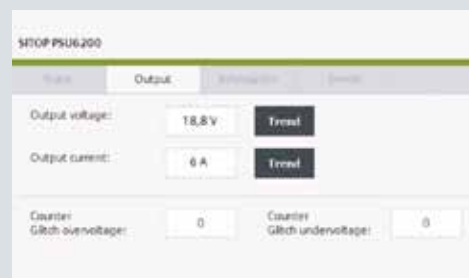 SITOP PSU6200
Output
Output voltage: 18,8 V Trend
Output current: 6 A Trend
Counter
Glitch overvoltage: 0
Counter
Glitch undervoltage: 0